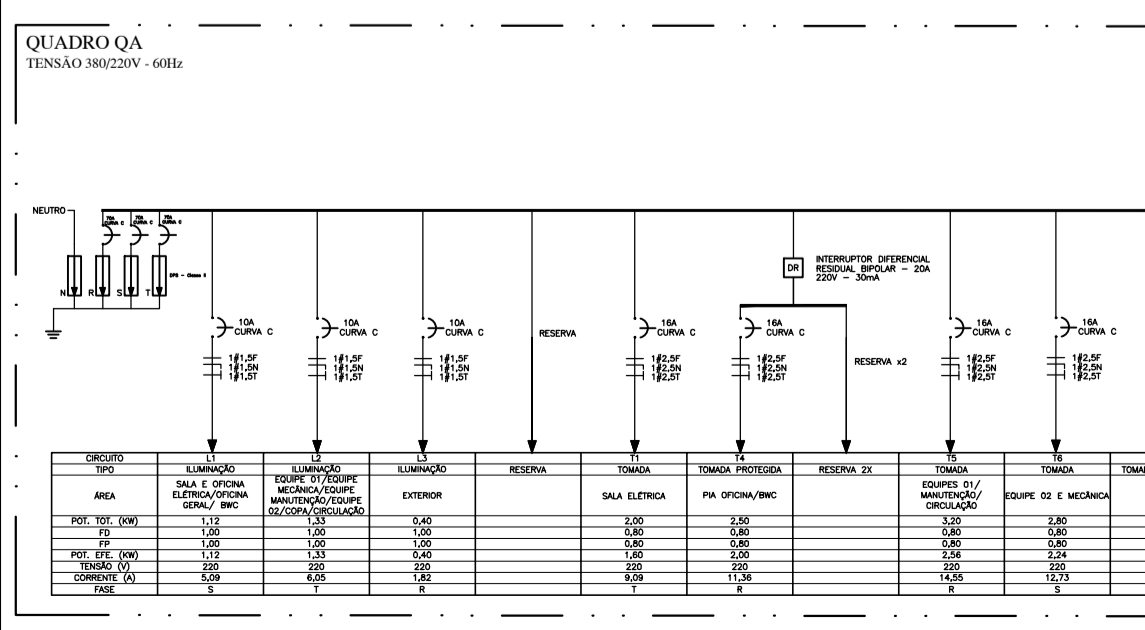 QUADRO QA
TENSÃO 380/220V - 60Hz
NEUTRO
70A CURVA C
70A CURVA C
70A CURVA C
DPS - Classe II
N R S T
INTERRUPTOR DIFERENCIAL
RESIDUAL BIPOLAR - 20A
220V - 30mA
DR
10A
CURVA C
1#1,5F
1#1,5N
1#1,5T
10A
CURVA C
1#1,5F
1#1,5N
1#1,5T
10A
CURVA C
1#1,5F
1#1,5N
1#1,5T
RESERVA
16A
CURVA C
1#2,5F
1#2,5N
1#2,5T
16A
CURVA C
1#2,5F
1#2,5N
1#2,5T
RESERVA x2
16A
CURVA C
1#2,5F
1#2,5N
1#2,5T
16A
CURVA C
1#2,5F
1#2,5N
1#2,5T
CIRCUITO L1 L2 L3 T1 T4 T5 T6
TIPO ILUMINAÇÃO ILUMINAÇÃO ILUMINAÇÃO RESERVA TOMADA TOMADA PROTEGIDA RESERVA 2X TOMADA TOMADA TOMA
ÁREA
SALA E OFICINA
ELÉTRICA/OFICINA
GERAL/ BWC
EQUIPE 01/EQUIPE
MECÂNICA/EQUIPE
MANUTENÇÃO/EQUIPE
02/COPA/CIRCULAÇÃO
EXTERIOR
SALA ELÉTRICA
PIA OFICINA/BWC
EQUIPES 01/
MANUTENÇÃO/
CIRCULAÇÃO
EQUIPE 02 E MECÂNICA
POT. TOT. (KW) 1,12 1,33 0,40 2,00 2,50 3,20 2,80
FD 1,00 1,00 1,00 0,80 0,80 0,80 0,80
FP 1,00 1,00 1,00 0,80 0,80 0,80 0,80
POT. EFE. (KW) 1,12 1,33 0,40 1,60 2,00 2,56 2,24
TENSÃO (V) 220 220 220 220 220 220 220
CORRENTE (A) 5,09 6,05 1,82 9,09 11,36 14,55 12,73
FASE S T R T R R S